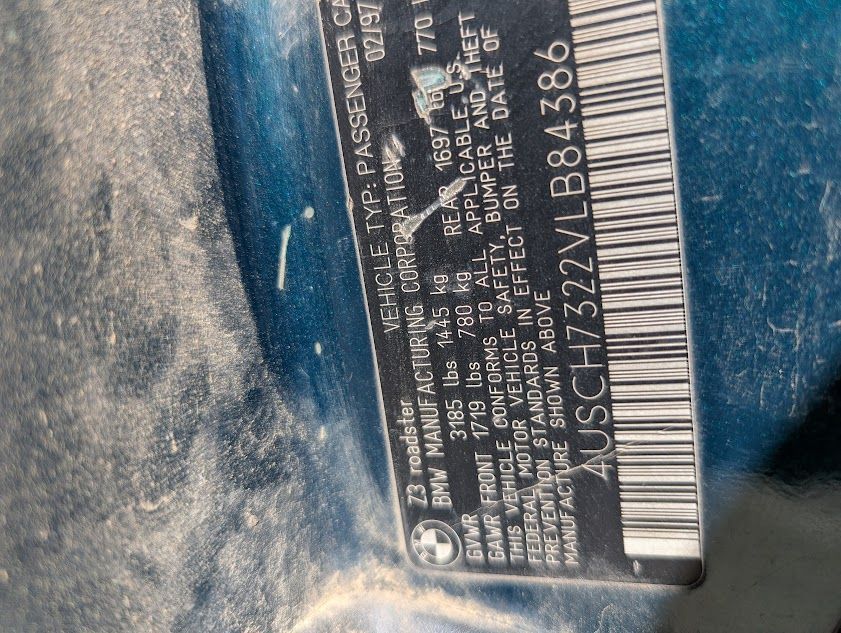 Z3 roadster VEHICLE TYP: PASSENGER CA
BMW MANUFACTURING CORPORATION 02/97
GVWR 3185 lbs 1445 kg
GAWR FRONT 1719 lbs 780 kg REAR 1697 lbs 770
THIS VEHICLE CONFORMS TO ALL APPLICABLE U.S.
FEDERAL MOTOR VEHICLE SAFETY, BUMPER AND THEFT
PREVENTION STANDARDS IN EFFECT ON THE DATE OF
MANUFACTURE SHOWN ABOVE
4USCH7322VLB84386